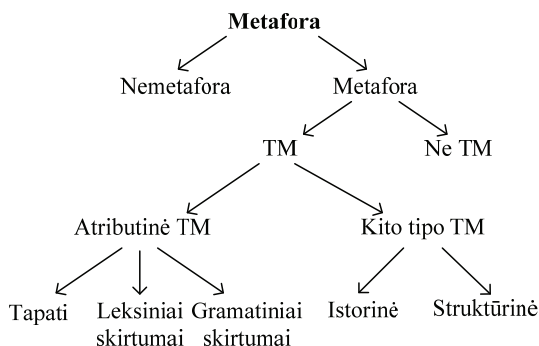 Metafora
Nemetafora
Metafora
TM
Ne TM
Atributinė TM
Kito tipo TM
Tapati
Leksiniai
skirtumai
Gramatiniai
skirtumai
Istorinė
Struktūrinė